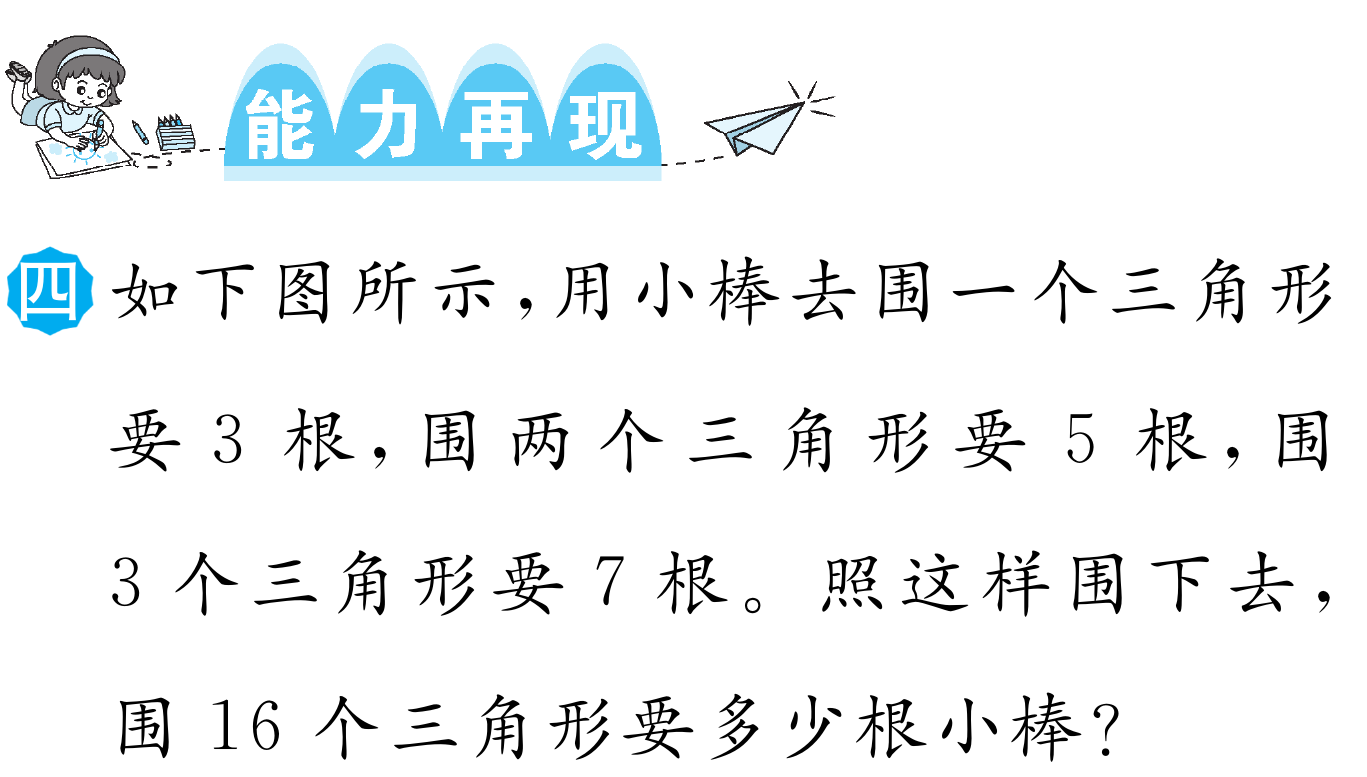 能力再现
四 如下图所示,用小棒去围一个三角形
要 3 根,围两个三角形要 5 根,围
3 个三角形要 7 根。照这样围下去,
围 16 个三角形要多少根小棒?